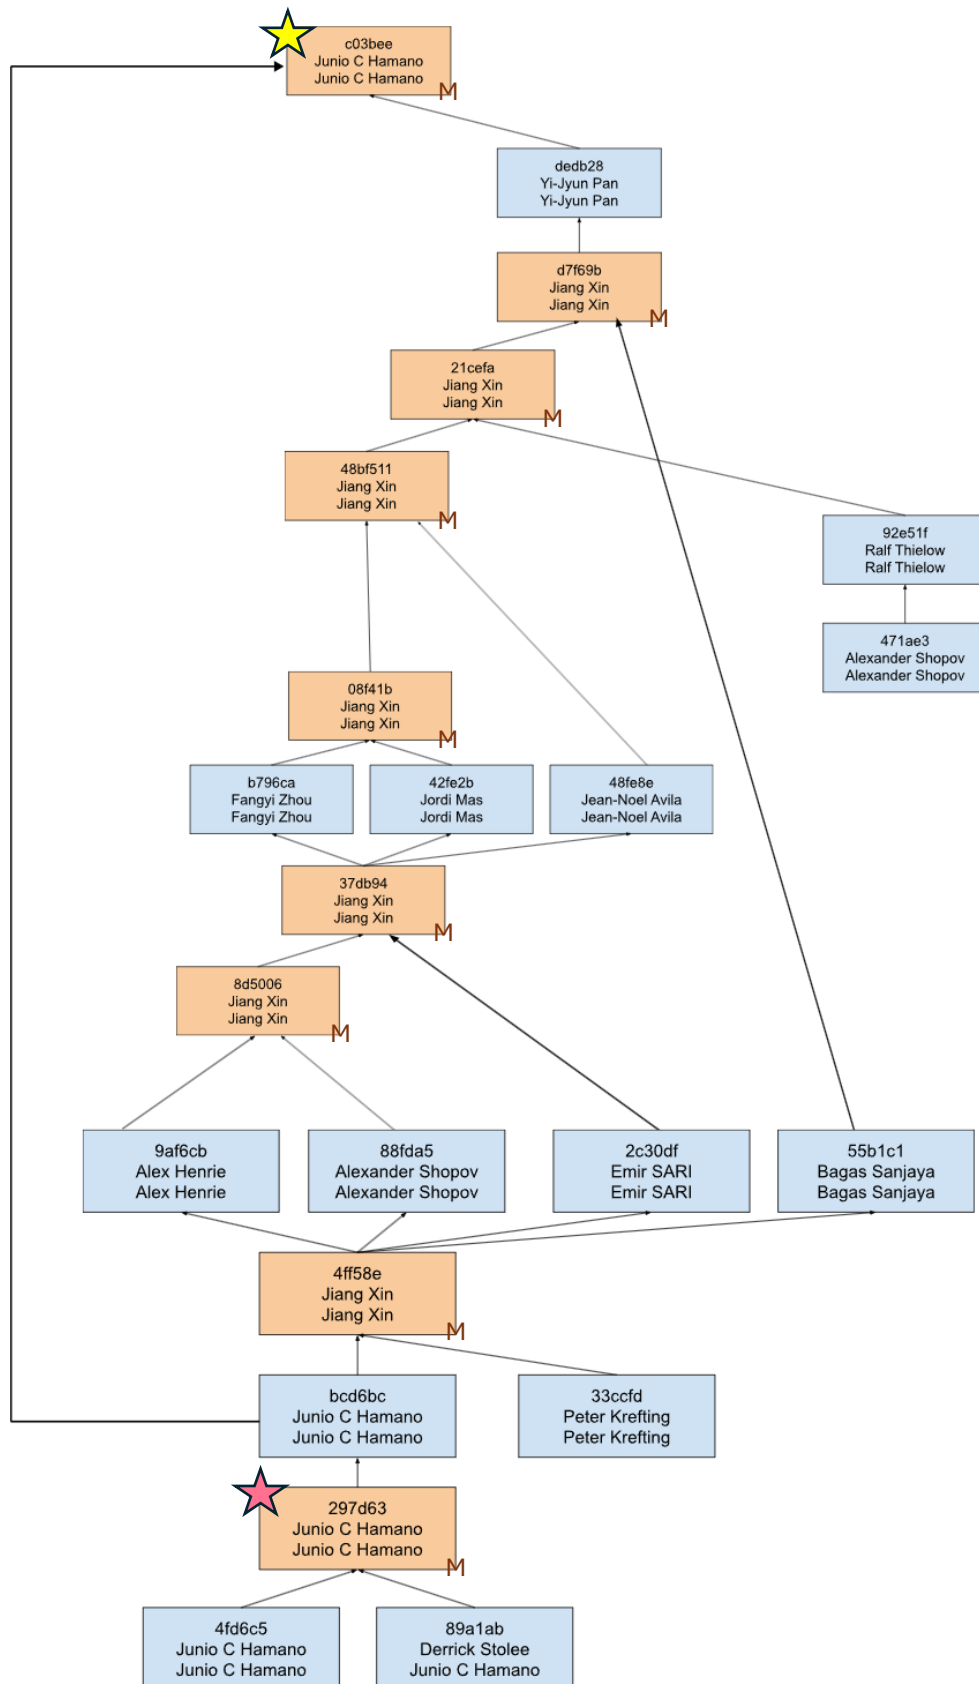 c03bee
Junio C Hamano
Junio C Hamano
M
dedb28
Yi-Jyun Pan
Yi-Jyun Pan
d7f69b
Jiang Xin
Jiang Xin
M
21cefa
Jiang Xin
Jiang Xin
M
48bf511
Jiang Xin
Jiang Xin
M
92e51f
Ralf Thielow
Ralf Thielow
471ae3
Alexander Shopov
Alexander Shopov
08f41b
Jiang Xin
Jiang Xin
M
b796ca
Fangyi Zhou
Fangyi Zhou
42fe2b
Jordi Mas
Jordi Mas
48fe8e
Jean-Noel Avila
Jean-Noel Avila
37db94
Jiang Xin
Jiang Xin
M
8d5006
Jiang Xin
Jiang Xin
M
9af6cb
Alex Henrie
Alex Henrie
88fda5
Alexander Shopov
Alexander Shopov
2c30df
Emir SARI
Emir SARI
55b1c1
Bagas Sanjaya
Bagas Sanjaya
4ff58e
Jiang Xin
Jiang Xin
M
bcd6bc
Junio C Hamano
Junio C Hamano
33ccfd
Peter Krefting
Peter Krefting
297d63
Junio C Hamano
Junio C Hamano
M
4fd6c5
Junio C Hamano
Junio C Hamano
89a1ab
Derrick Stolee
Junio C Hamano